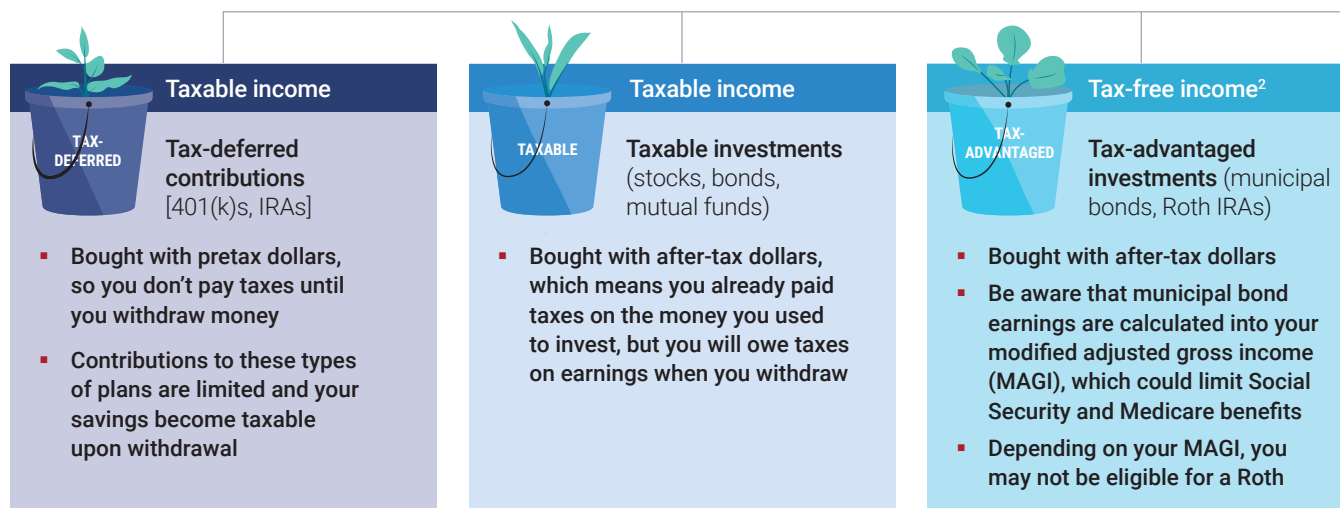 Taxable income
TAX-
DEFERRED
Tax-deferred
contributions
[401(k)s, IRAs]
▪ Bought with pretax dollars,
so you don’t pay taxes until
you withdraw money
▪ Contributions to these types
of plans are limited and your
savings become taxable
upon withdrawal
Taxable income
TAXABLE
Taxable investments
(stocks, bonds,
mutual funds)
▪ Bought with after-tax dollars,
which means you already paid
taxes on the money you used
to invest, but you will owe taxes
on earnings when you withdraw
Tax-free income²
TAX-
ADVANTAGED
Tax-advantaged
investments (municipal
bonds, Roth IRAs)
▪ Bought with after-tax dollars
▪ Be aware that municipal bond
earnings are calculated into your
modified adjusted gross income
(MAGI), which could limit Social
Security and Medicare benefits
▪ Depending on your MAGI, you
may not be eligible for a Roth